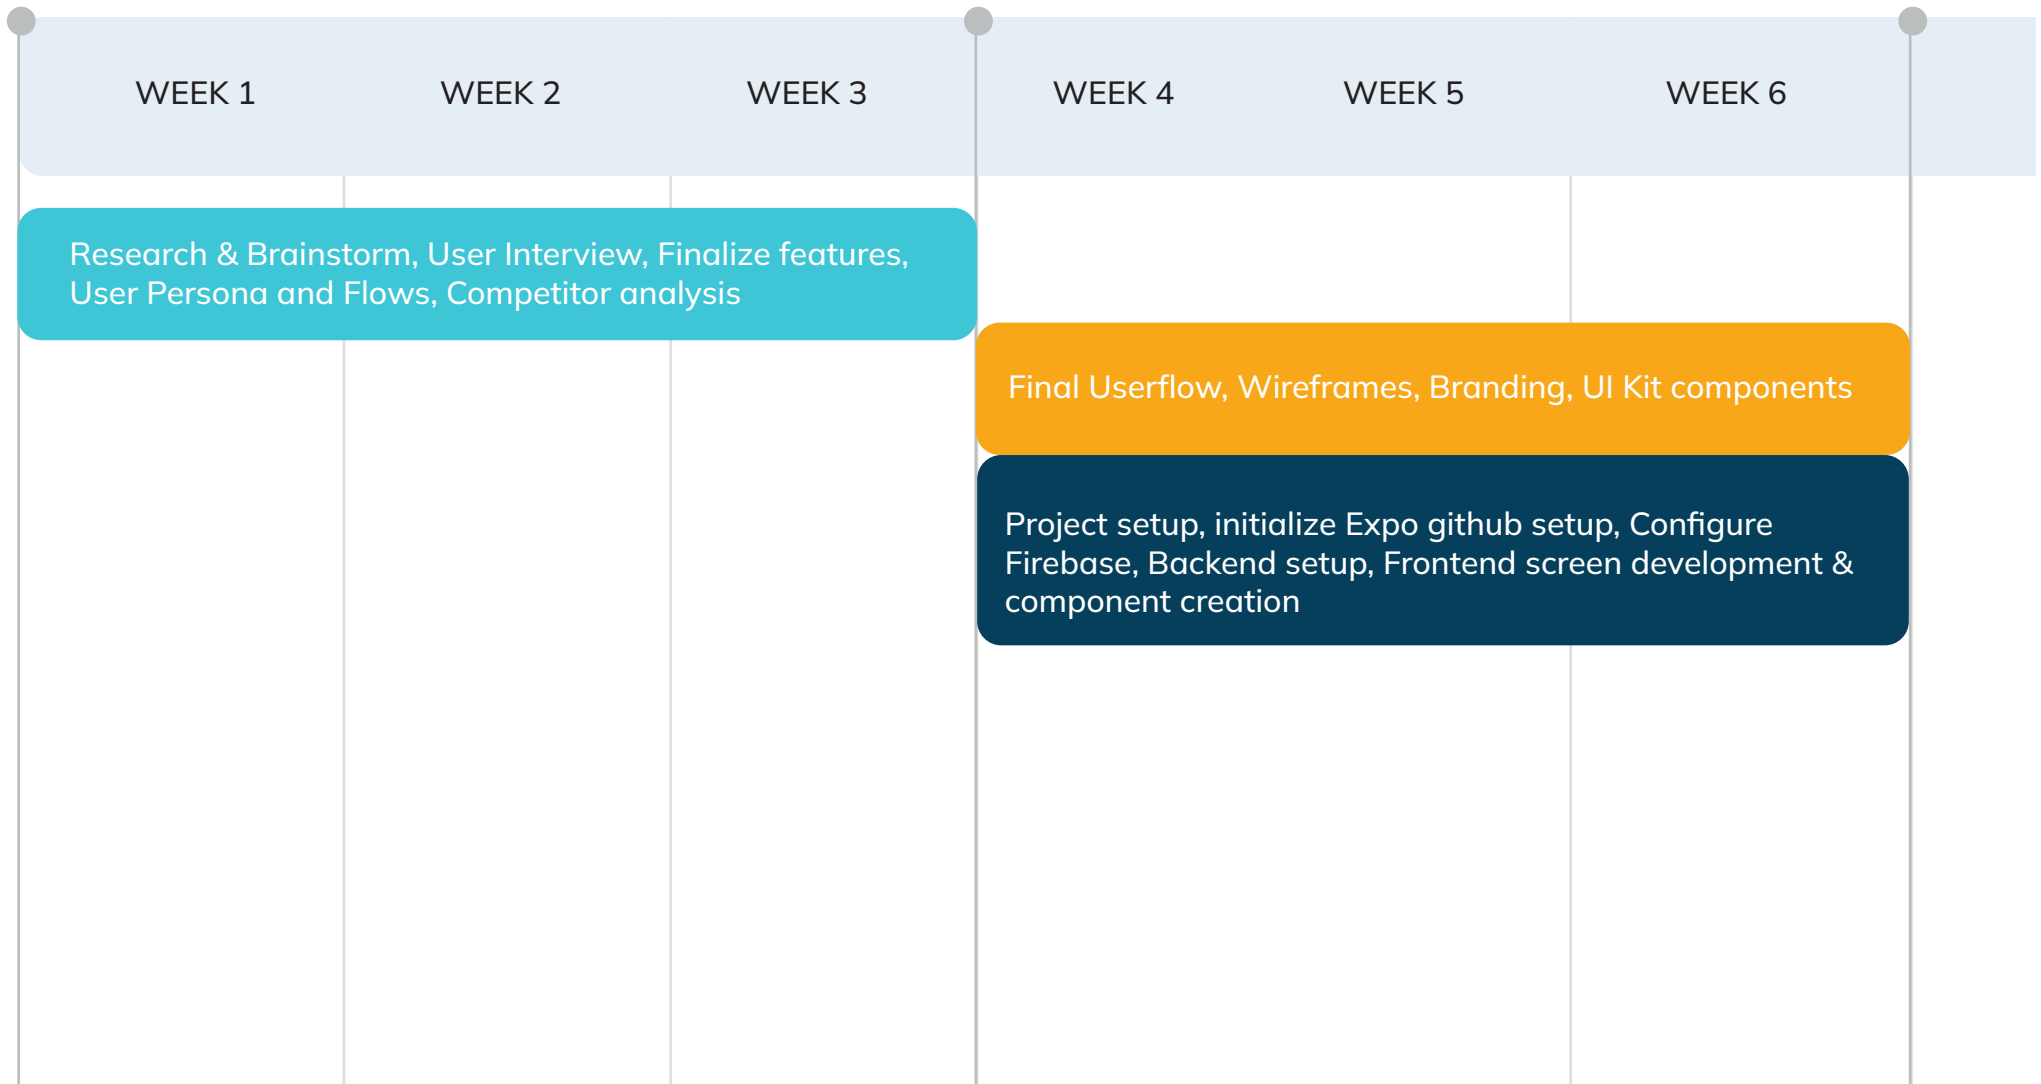 WEEK 1 WEEK 2 WEEK 3 WEEK 4 WEEK 5 WEEK 6
Research & Brainstorm, User Interview, Finalize features,
User Persona and Flows, Competitor analysis
Final Userflow, Wireframes, Branding, UI Kit components
Project setup, initialize Expo github setup, Configure
Firebase, Backend setup, Frontend screen development &
component creation